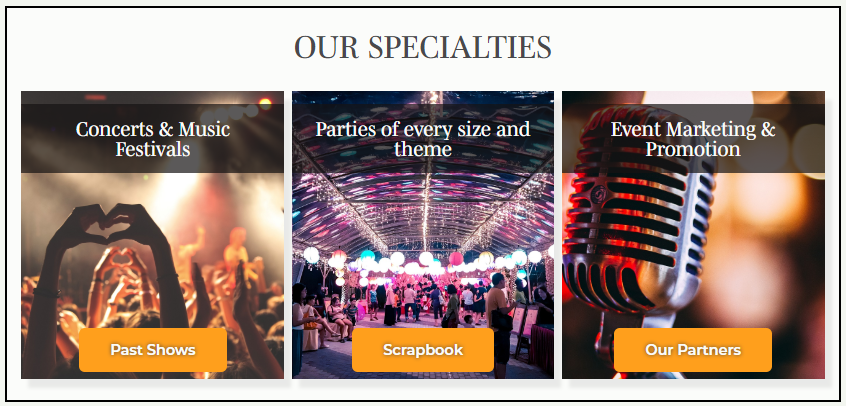 OUR SPECIALTIES
Concerts & Music
Festivals
Parties of every size and
theme
Event Marketing &
Promotion
Past Shows
Scrapbook
Our Partners